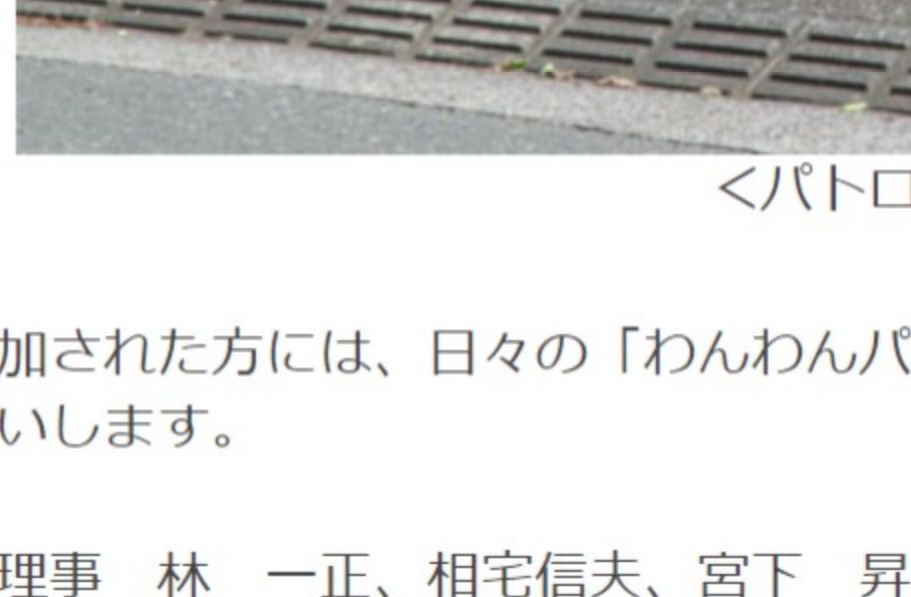 <パトロ
加された方には、日々の「わんわんパ
いします。
理事　林　一正、相宅信夫、宮下　昇